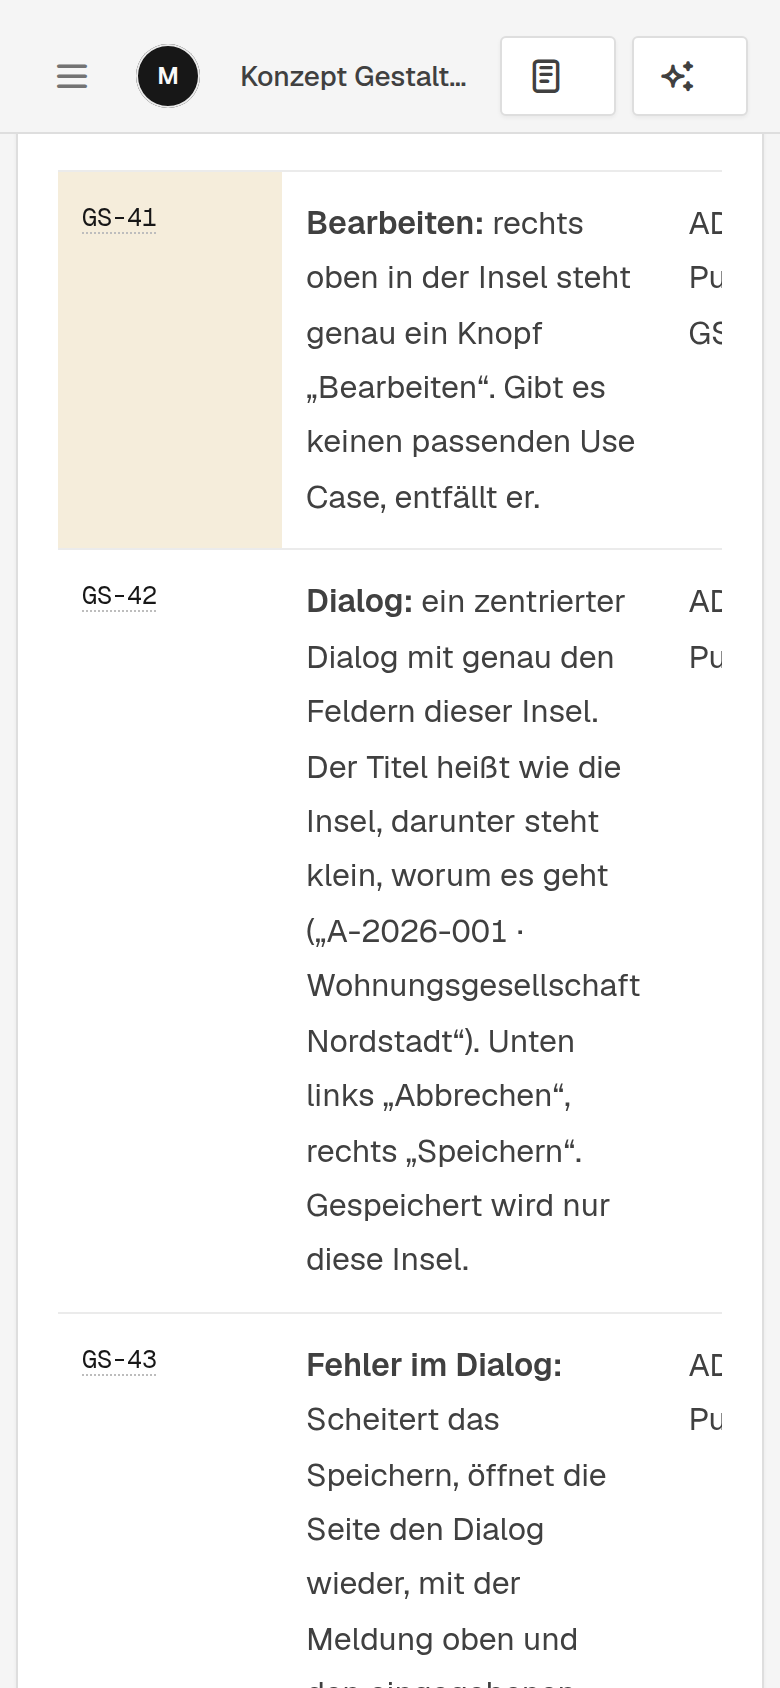 M
Konzept Gestalt...
GS-41
Bearbeiten: rechts
oben in der Insel steht
genau ein Knopf
„Bearbeiten“. Gibt es
keinen passenden Use
Case, entfällt er.
GS-42
Dialog: ein zentrierter
Dialog mit genau den
Feldern dieser Insel.
Der Titel heißt wie die
Insel, darunter steht
klein, worum es geht
(„A-2026-001 ·
Wohnungsgesellschaft
Nordstadt“). Unten
links „Abbrechen“,
rechts „Speichern“.
Gespeichert wird nur
diese Insel.
GS-43
Fehler im Dialog:
Scheitert das
Speichern, öffnet die
Seite den Dialog
wieder, mit der
Meldung oben und